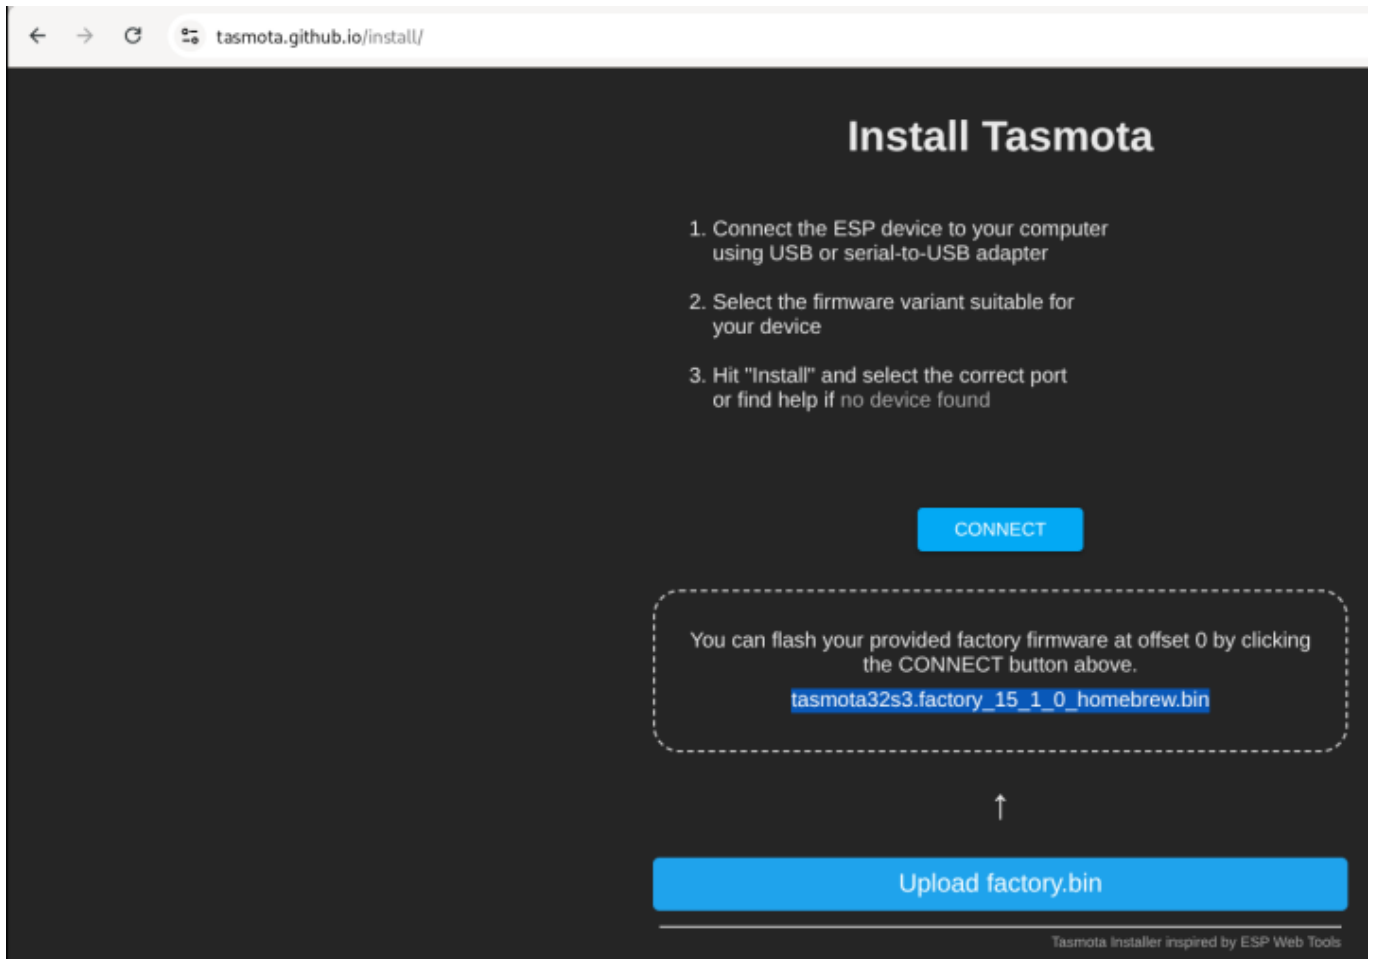 tasmota.github.io/install/
Install Tasmota
1. Connect the ESP device to your computer
using USB or serial-to-USB adapter
2. Select the firmware variant suitable for
your device
3. Hit "Install" and select the correct port
or find help if no device found
CONNECT
You can flash your provided factory firmware at offset 0 by clicking
the CONNECT button above.
tasmota32s3.factory_15_1_0_homebrew.bin
↑
Upload factory.bin
Tasmota Installer inspired by ESP Web Tools